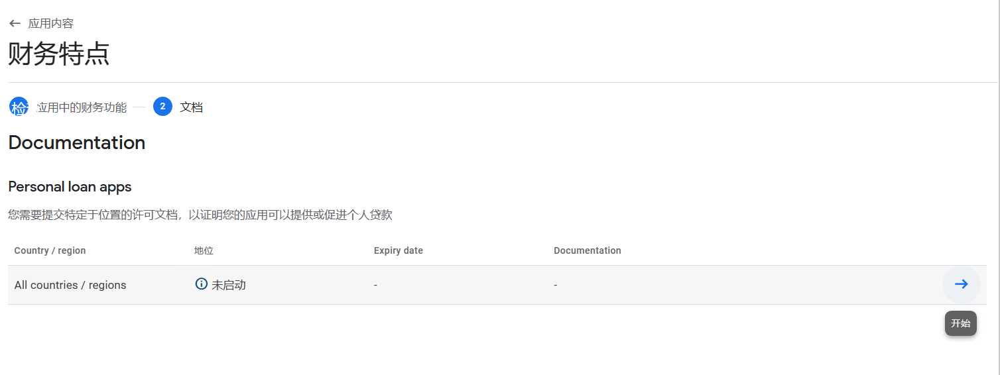 应用内容
财务特点
检 应用中的财务功能 2 文档
Documentation
Personal loan apps
您需要提交特定于位置的许可文档，以证明您的应用可以提供或促进个人贷款
Country / region 地位 Expiry date Documentation
All countries / regions 未启动 - -
开始